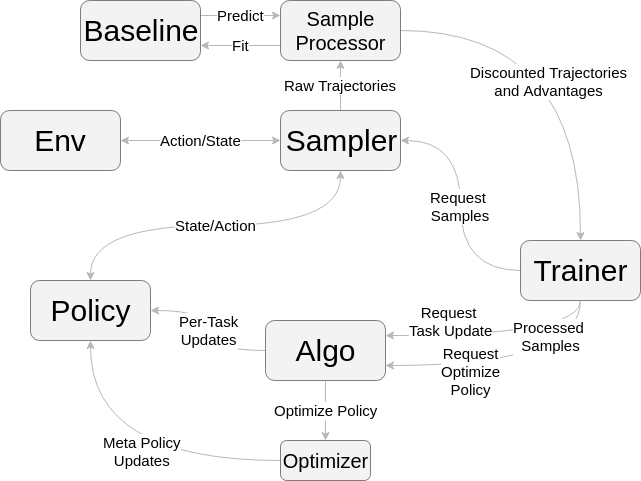 Baseline
Predict
Fit
Sample
Processor
Raw Trajectories
Discounted Trajectories
and Advantages
Env
Action/State
Sampler
Request
Samples
State/Action
Trainer
Policy
Per-Task
Updates
Algo
Request
Task Update
Processed
Samples
Request
Optimize
Policy
Optimize Policy
Meta Policy
Updates
Optimizer